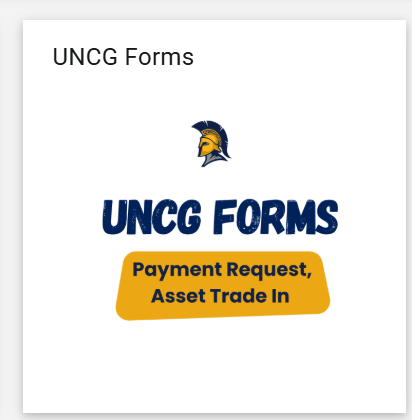 UNCG Forms
UNCG FORMS
Payment Request,
Asset Trade In